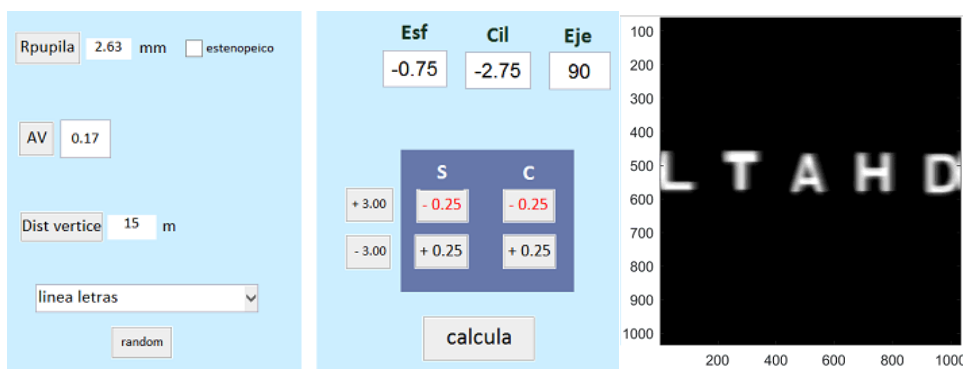 Rpupila 2.63 mm estenopeico
AV 0.17
Dist vertice 15 m
linea letras
random
Esf Cil Eje
-0.75 -2.75 90
S C
+ 3.00 - 0.25 - 0.25
- 3.00 + 0.25 + 0.25
calcula
100
200
300
400
500
L T A H D
600
700
800
900
1000
200 400 600 800 1000